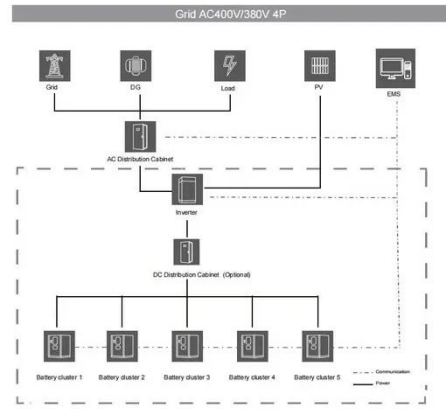 Grid AC400V/380V 4P
Grid
DG
Load
PV
EMS
AC Distribution Cabinet
Inverter
DC Distribution Cabinet (Optional)
Battery cluster 1
Battery cluster 2
Battery cluster 3
Battery cluster 4
Battery cluster 5
Communication
Power